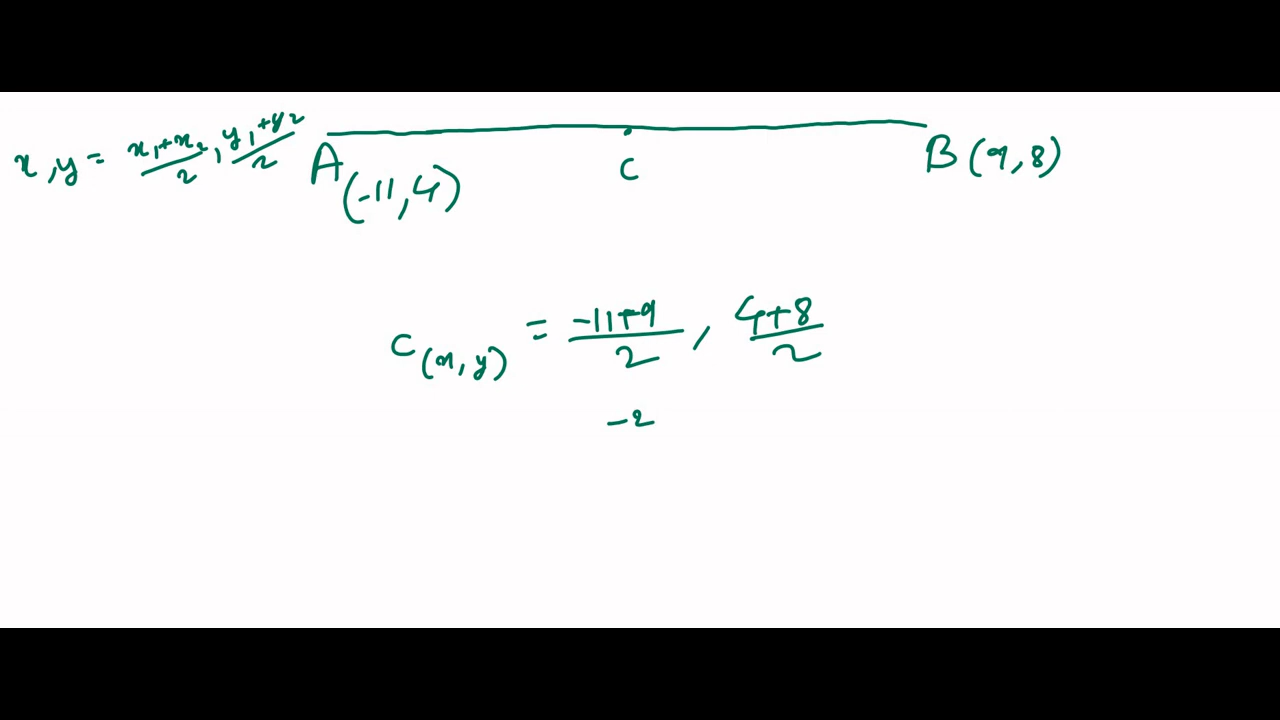 x, y = x₁+x₂/2, y₁+y₂/2
A (-11, 4)
C
B (9, 8)
C(x, y) = -11+9/2, 4+8/2
-2